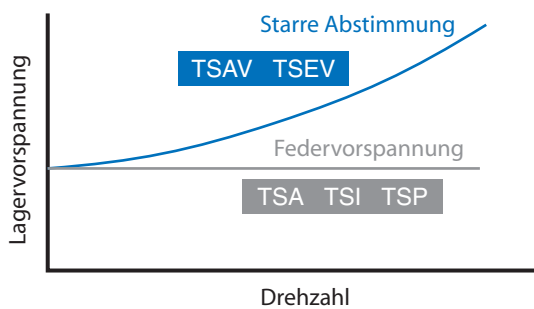 Starre Abstimmung
TSAV TSEV
Lagervorspannung
Federvorspannung
TSA TSI TSP
Drehzahl